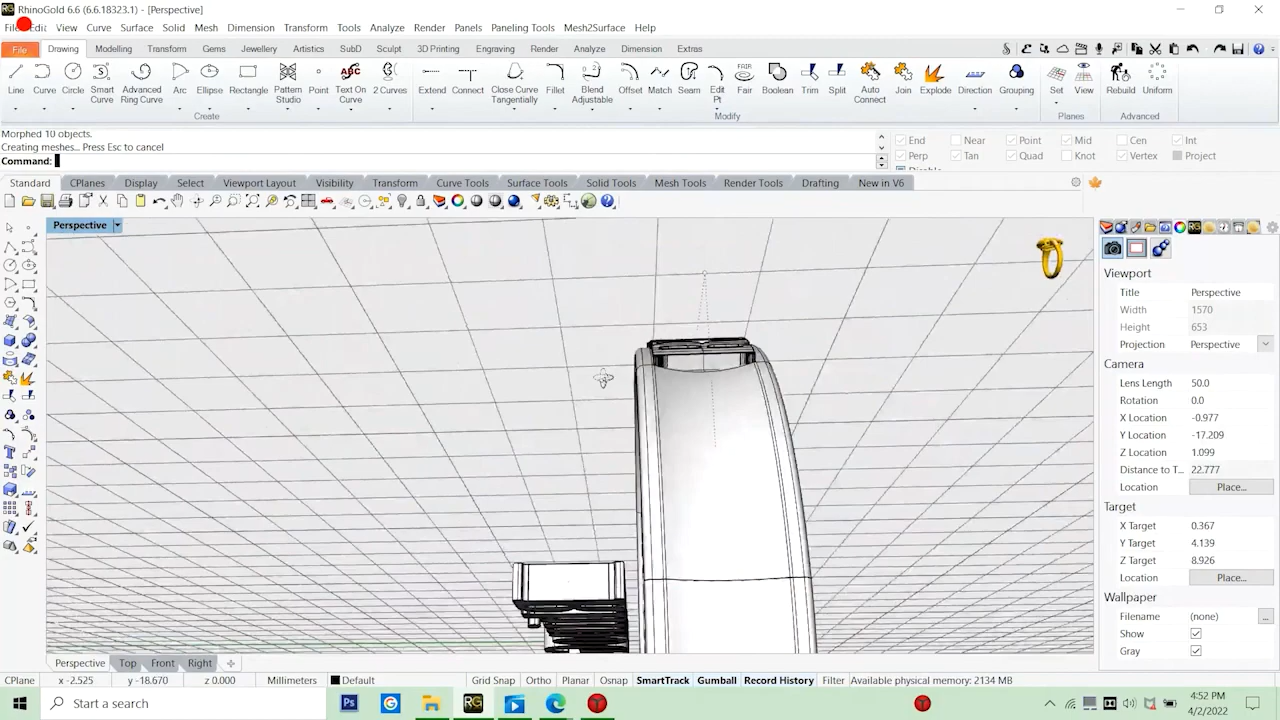 RhinoGold 6.6 (6.6.18323.1) - [Perspective]
File Edit View Curve Surface Solid Mesh Dimension Transform Tools Analyze Render Panels Paneling Tools Mesh2Surface Help
File Drawing Modelling Transform Gems Jewellery Artistics SubD Sculpt 3D Printing Engraving Render Analyze Dimension Extras
Line Curve Circle Smart Curve Advanced Ring Curve Arc Ellipse Rectangle Pattern Studio Point Text On Curve 2 Curves Extend Connect Close Curve Tangentially Fillet Blend Adjustable Offset Match Seam Edit Pt Fair Boolean Trim Split Auto Connect Join Explode Direction Grouping Set View Rebuild Uniform
Create Modify Planes Advanced
Morphed 10 objects.
Creating meshes... Press Esc to cancel
Command:
End Near Point Mid Cen Int
Perp Tan Quad Knot Vertex Project
Standard CPlanes Display Select Viewport Layout Visibility Transform Curve Tools Surface Tools Solid Tools Mesh Tools Render Tools Drafting New in V6
Perspective
Viewport
Title Perspective
Width 1570
Height 653
Projection Perspective
Camera
Lens Length 50.0
Rotation 0.0
X Location -0.977
Y Location -17.209
Z Location 1.099
Distance to T... 22.777
Location Place...
Target
X Target 0.367
Y Target 4.139
Z Target 8.926
Location Place...
Wallpaper
Filename (none) ...
Show
Gray
Perspective Top Front Right
CPlane x -2.525 y -18.670 z 0.000 Millimeters Default Grid Snap Ortho Planar Osnap SmartTrack Gumball Record History Filter Available physical memory: 2134 MB
Start a search
4:52 PM
4/2/2022